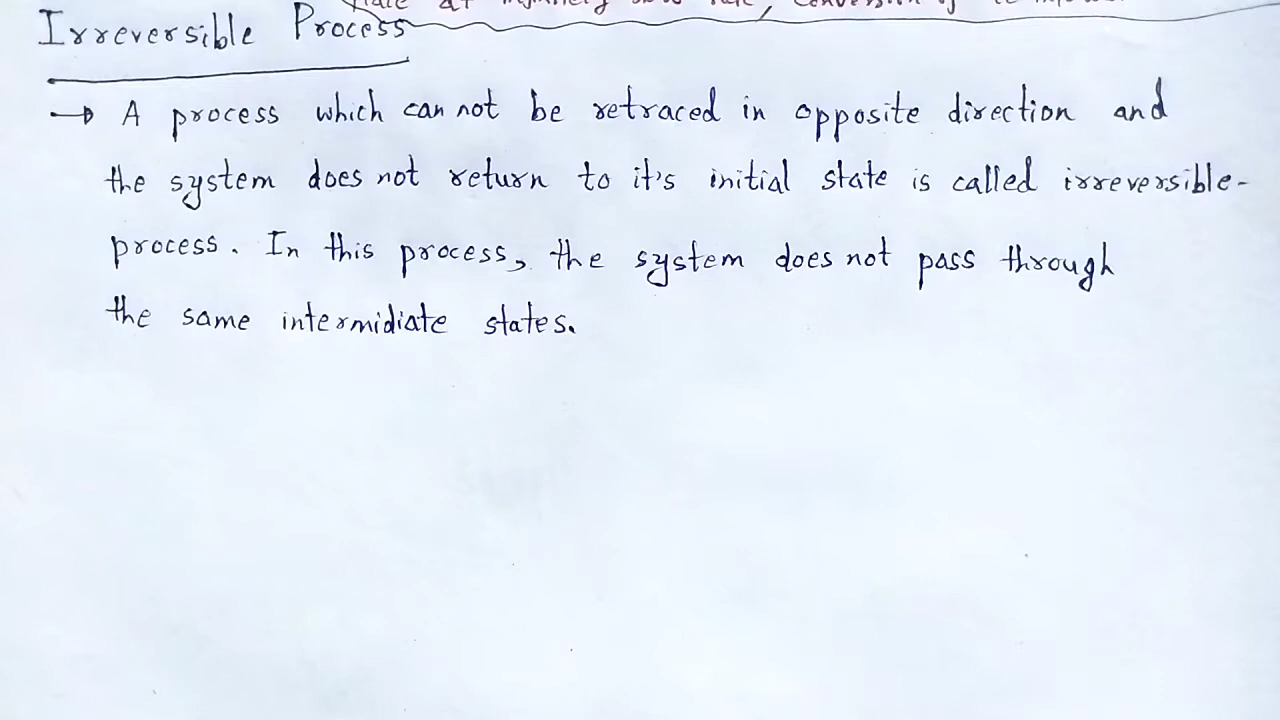 at
Irreversible Process
→ A process which can not be retraced in opposite direction and
the system does not return to it's initial state is called irreversible-
process. In this process, the system does not pass through
the same intermidiate states.